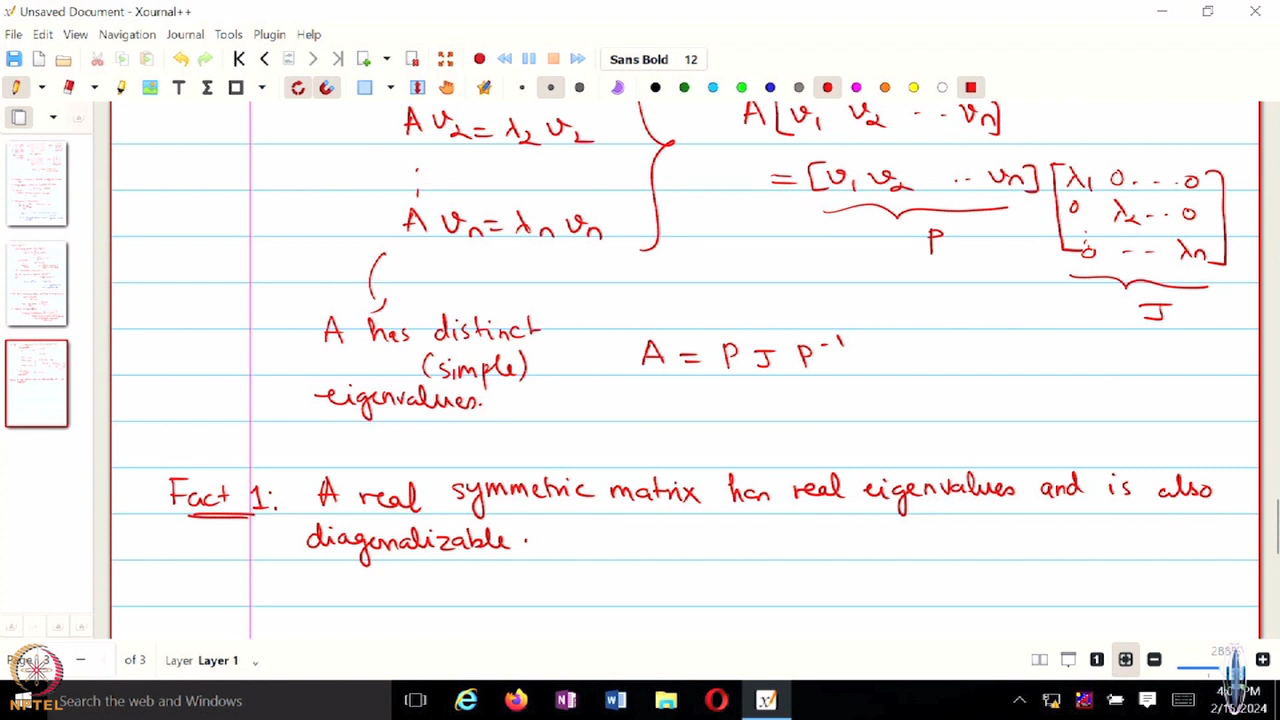 Unsaved Document - Xournal++
File Edit View Navigation Journal Tools Plugin Help
Sans Bold 12
A v₂ = λ₂ v₂
⋮
A vₙ = λₙ vₙ
A [v₁ v₂ ·· vₙ]
= [v₁ v₂ ·· vₙ] [λ₁ 0 ... 0
0 λ₂ ·· 0
0 -- λₙ]
P
J
A has distinct
(simple)
eigenvalues.
A = P J P⁻¹
Fact 1: A real symmetric matrix has real eigenvalues and is also
diagonalizable.
of 3 Layer Layer 1
NPTEL
Search the web and Windows
2/15/2024